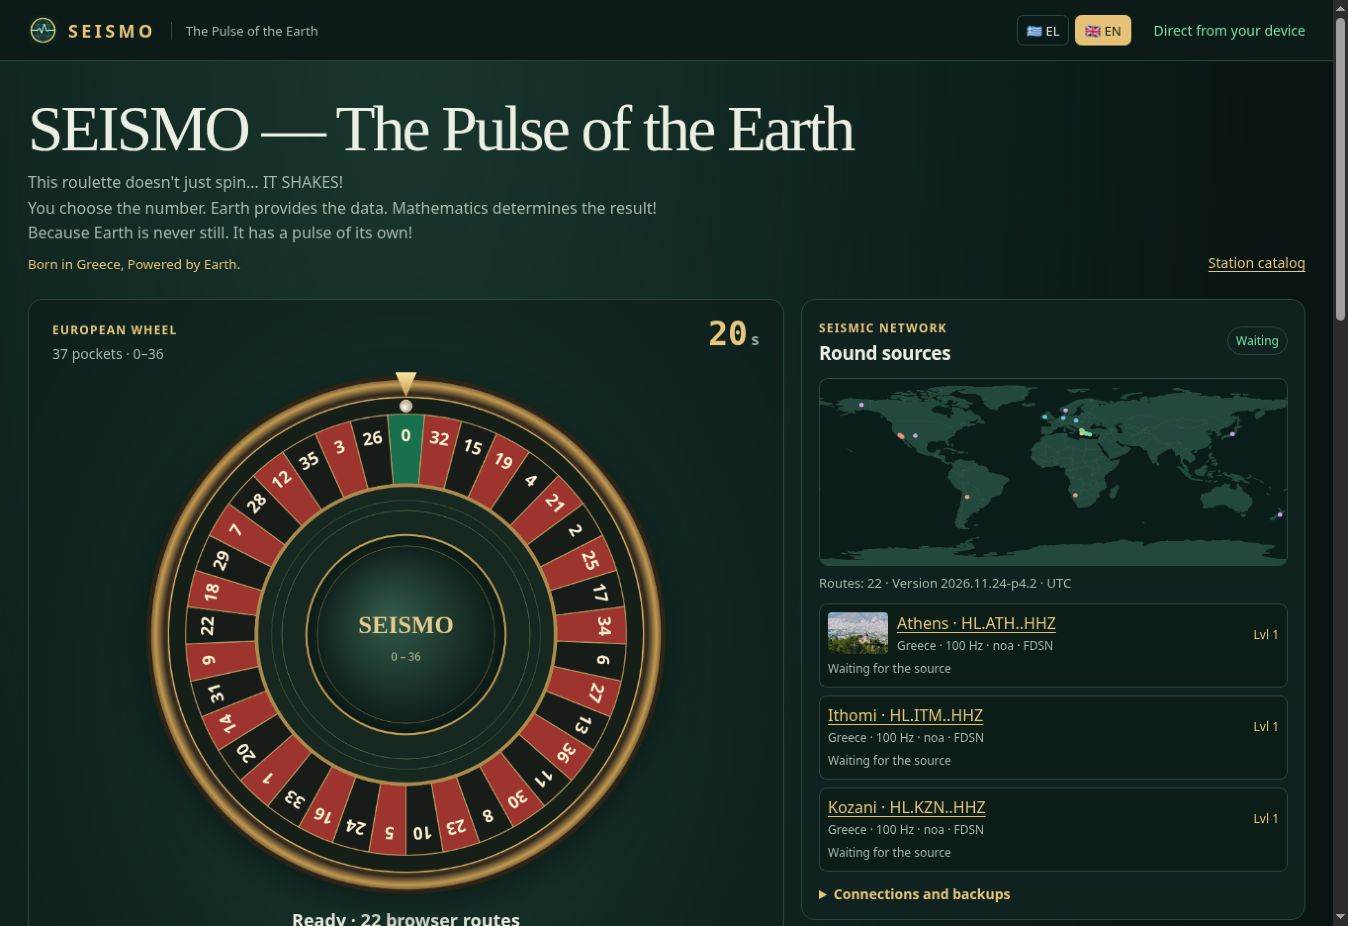 SEISMO
The Pulse of the Earth
🇬🇷 EL
🇬🇧 EN
Direct from your device
SEISMO — The Pulse of the Earth
This roulette doesn't just spin... IT SHAKES!
You choose the number. Earth provides the data. Mathematics determines the result!
Because Earth is never still. It has a pulse of its own!
Born in Greece, Powered by Earth.
Station catalog
EUROPEAN WHEEL
37 pockets · 0–36
20 s
0
32
15
19
4
21
2
25
17
34
6
27
13
36
11
30
8
23
10
5
24
16
33
1
20
14
31
9
22
18
29
7
28
12
35
3
26
SEISMO
0 – 36
Ready · 22 browser routes
SEISMIC NETWORK
Round sources
Waiting
Routes: 22 · Version 2026.11.24-p4.2 · UTC
Athens · HL.ATH..HHZ
Greece · 100 Hz · noa · FDSN
Lvl 1
Waiting for the source
Ithomi · HL.ITM..HHZ
Greece · 100 Hz · noa · FDSN
Lvl 1
Waiting for the source
Kozani · HL.KZN..HHZ
Greece · 100 Hz · noa · FDSN
Lvl 1
Waiting for the source
Connections and backups